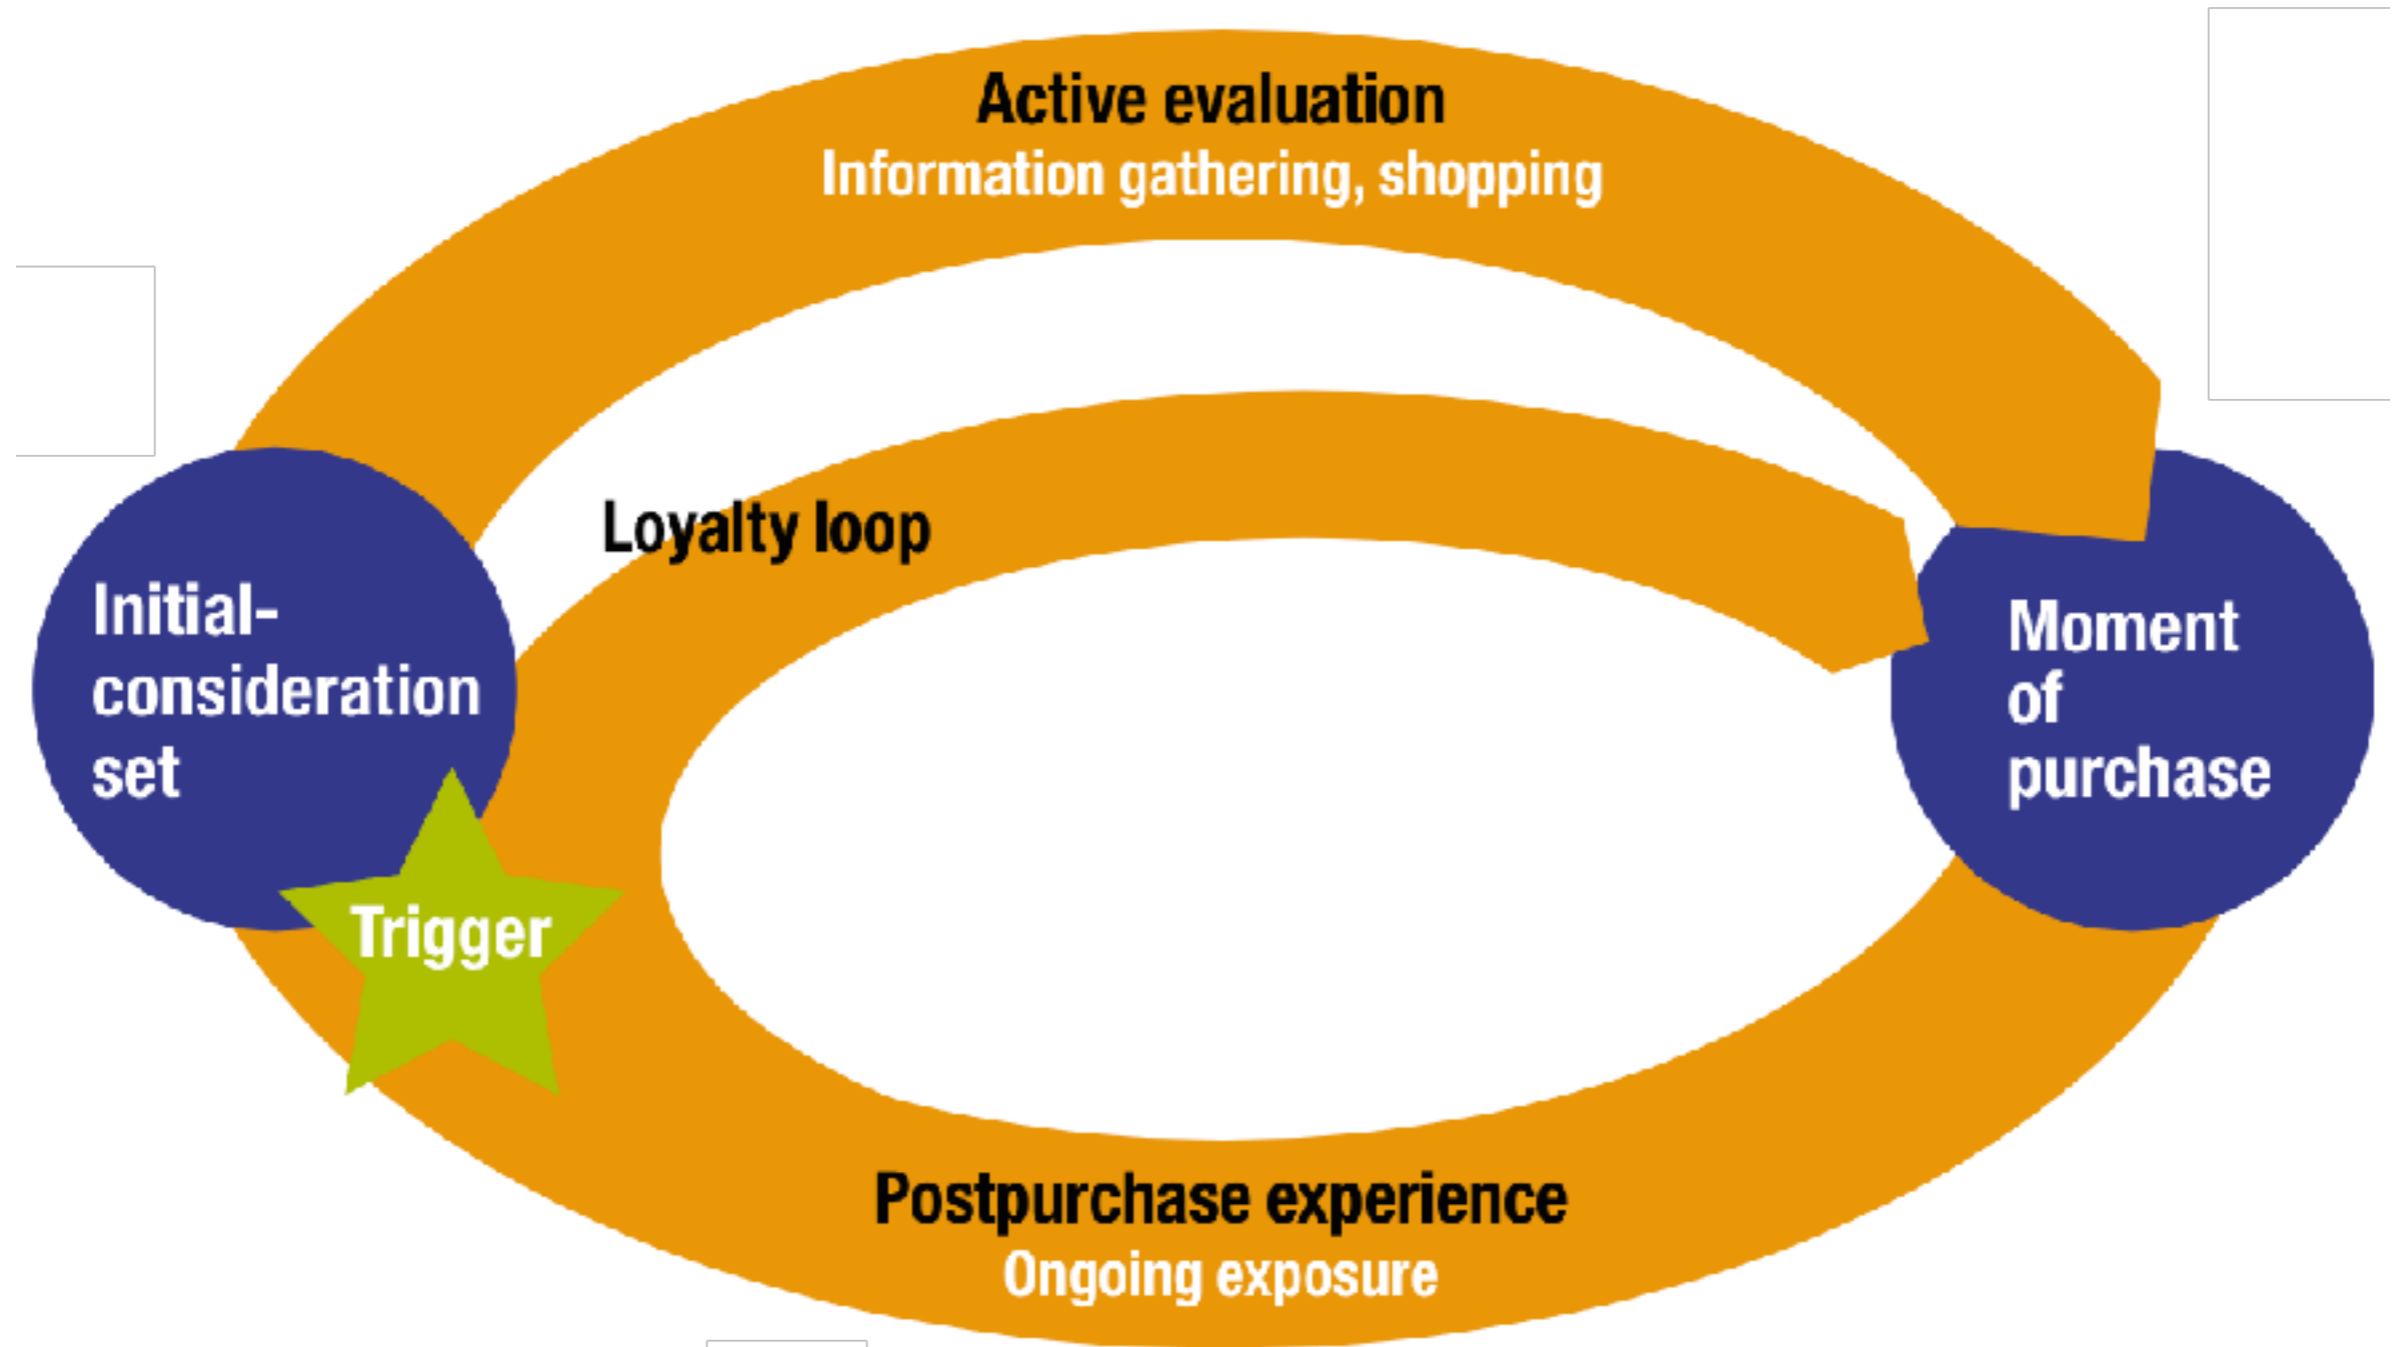 Active evaluation
Information gathering, shopping
Loyalty loop
Initial-
consideration
set
Moment
of
purchase
Trigger
Postpurchase experience
Ongoing exposure